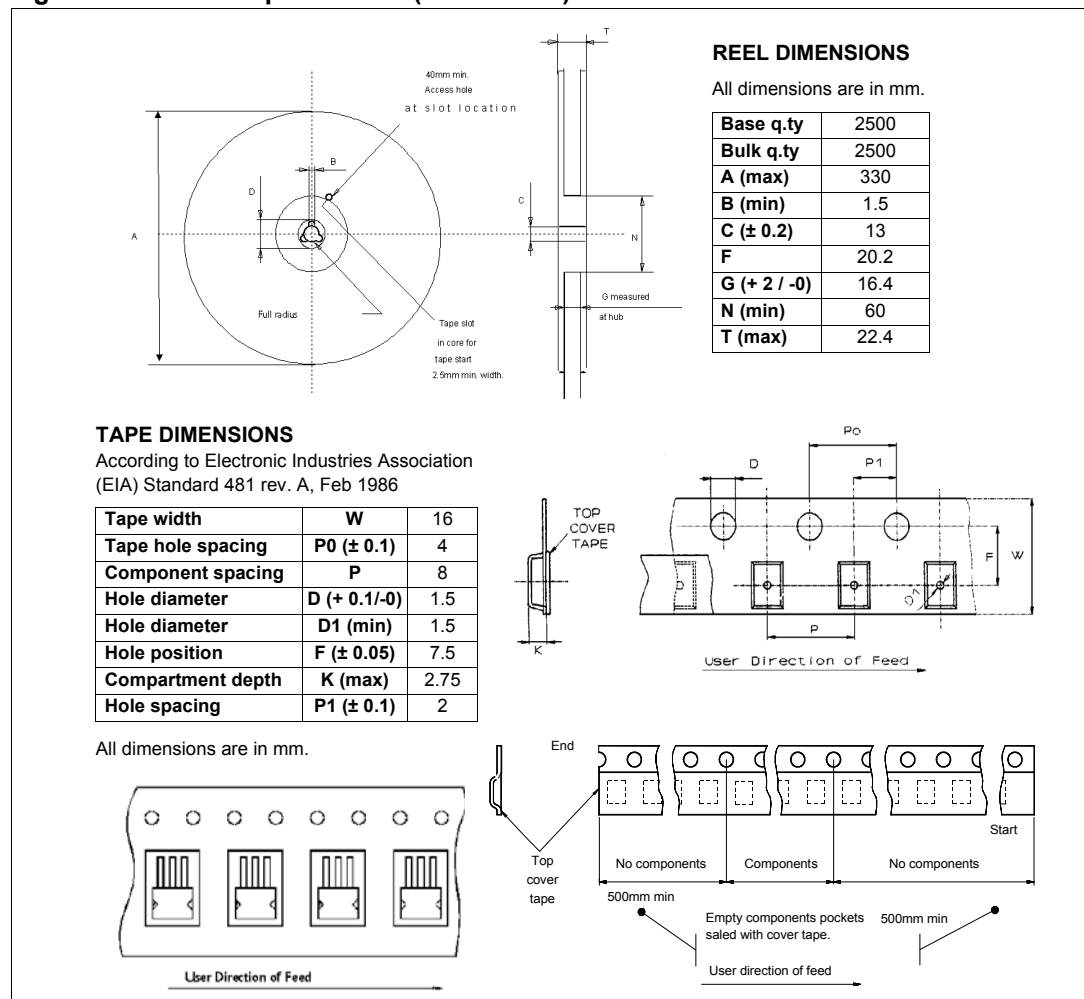 T
REEL DIMENSIONS
All dimensions are in mm.
40mm min.
Access hole
at slot location
B
D
C
A
N
G measured
at hub
Full radius
Tape slot
in core for
tape start
2.5mm min. width.
Base q.ty 2500
Bulk q.ty 2500
A (max) 330
B (min) 1.5
C (± 0.2) 13
F 20.2
G (+ 2 / -0) 16.4
N (min) 60
T (max) 22.4
TAPE DIMENSIONS
According to Electronic Industries Association
(EIA) Standard 481 rev. A, Feb 1986
Tape width W 16
Tape hole spacing P0 (± 0.1) 4
Component spacing P 8
Hole diameter D (+ 0.1/-0) 1.5
Hole diameter D1 (min) 1.5
Hole position F (± 0.05) 7.5
Compartment depth K (max) 2.75
Hole spacing P1 (± 0.1) 2
All dimensions are in mm.
Po
D
P1
TOP
COVER
TAPE
F
W
D1
K
P
User Direction of Feed
User Direction of Feed
End
Start
Top
cover
tape
No components
Components
No components
500mm min
Empty components pockets
saled with cover tape.
500mm min
User direction of feed